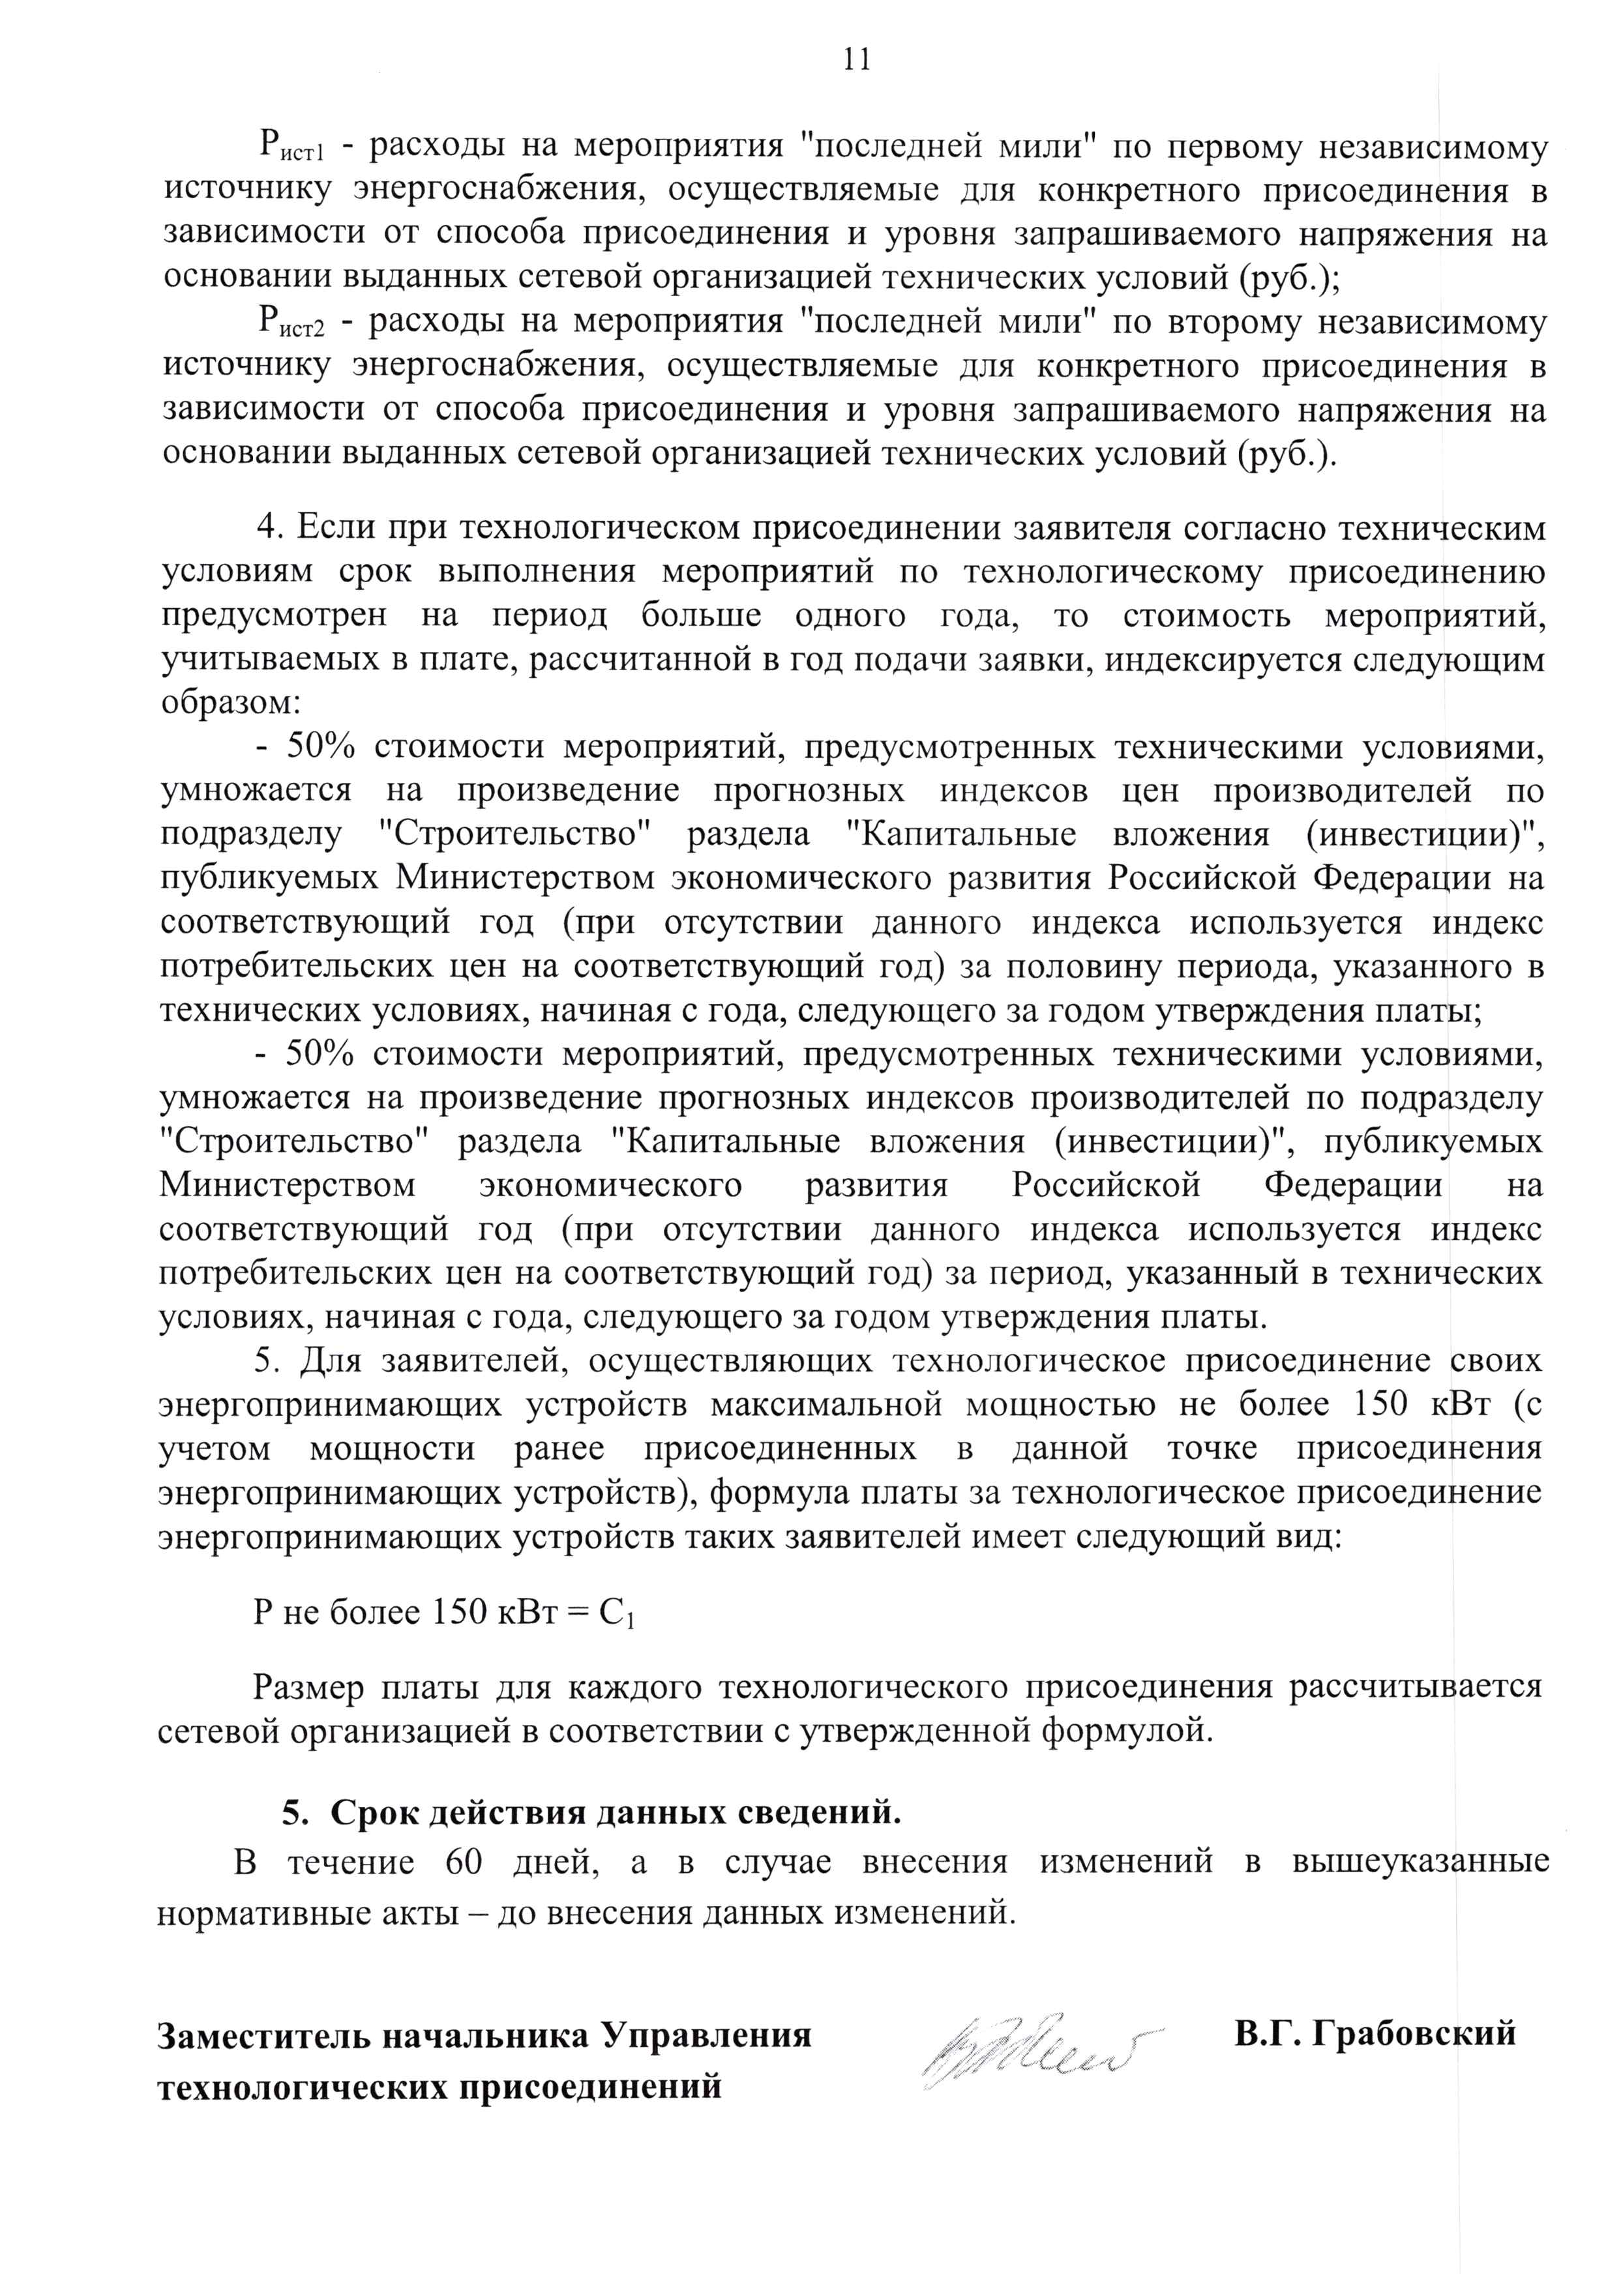 11
Рист1 - расходы на мероприятия "последней мили" по первому независимому
источнику энергоснабжения, осуществляемые для конкретного присоединения в
зависимости от способа присоединения и уровня запрашиваемого напряжения на
основании выданных сетевой организацией технических условий (руб.);
Рист2 - расходы на мероприятия "последней мили" по второму независимому
источнику энергоснабжения, осуществляемые для конкретного присоединения в
зависимости от способа присоединения и уровня запрашиваемого напряжения на
основании выданных сетевой организацией технических условий (руб.).
4. Если при технологическом присоединении заявителя согласно техническим
условиям срок выполнения мероприятий по технологическому присоединению
предусмотрен на период больше одного года, то стоимость мероприятий,
учитываемых в плате, рассчитанной в год подачи заявки, индексируется следующим
образом:
- 50% стоимости мероприятий, предусмотренных техническими условиями,
умножается на произведение прогнозных индексов цен производителей по
подразделу "Строительство" раздела "Капитальные вложения (инвестиции)",
публикуемых Министерством экономического развития Российской Федерации на
соответствующий год (при отсутствии данного индекса используется индекс
потребительских цен на соответствующий год) за половину периода, указанного в
технических условиях, начиная с года, следующего за годом утверждения платы;
- 50% стоимости мероприятий, предусмотренных техническими условиями,
умножается на произведение прогнозных индексов производителей по подразделу
"Строительство" раздела "Капитальные вложения (инвестиции)", публикуемых
Министерством экономического развития Российской Федерации на
соответствующий год (при отсутствии данного индекса используется индекс
потребительских цен на соответствующий год) за период, указанный в технических
условиях, начиная с года, следующего за годом утверждения платы.
5. Для заявителей, осуществляющих технологическое присоединение своих
энергопринимающих устройств максимальной мощностью не более 150 кВт (с
учетом мощности ранее присоединенных в данной точке присоединения
энергопринимающих устройств), формула платы за технологическое присоединение
энергопринимающих устройств таких заявителей имеет следующий вид:
Р не более 150 кВт = С1
Размер платы для каждого технологического присоединения рассчитывается
сетевой организацией в соответствии с утвержденной формулой.
5. Срок действия данных сведений.
В течение 60 дней, а в случае внесения изменений в вышеуказанные
нормативные акты – до внесения данных изменений.
Заместитель начальника Управления В.Г. Грабовский
технологических присоединений